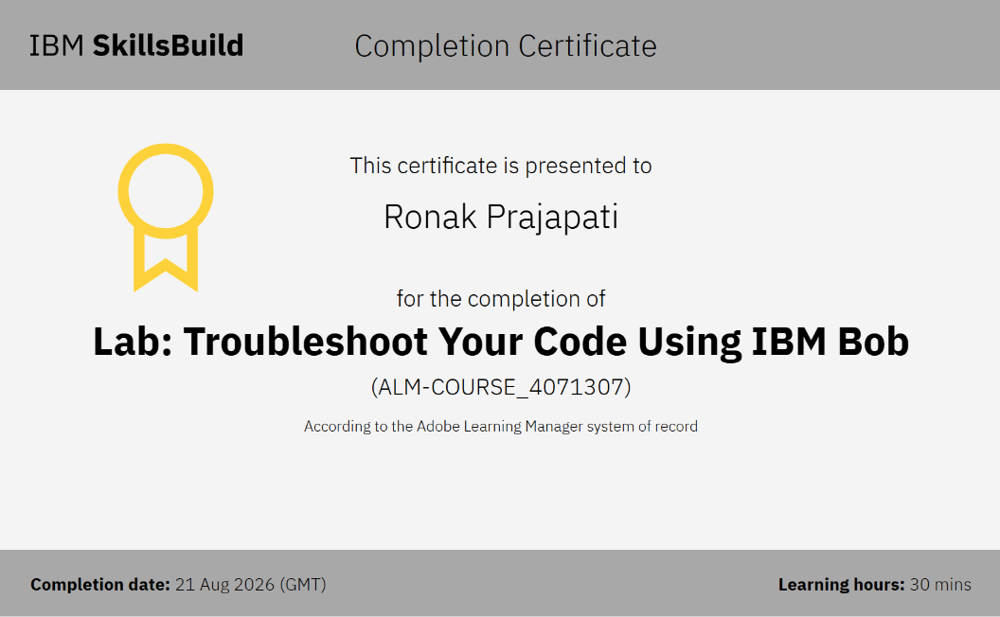 IBM SkillsBuild
Completion Certificate
This certificate is presented to
Ronak Prajapati
for the completion of
Lab: Troubleshoot Your Code Using IBM Bob
(ALM-COURSE_4071307)
According to the Adobe Learning Manager system of record
Completion date: 21 Aug 2026 (GMT)
Learning hours: 30 mins